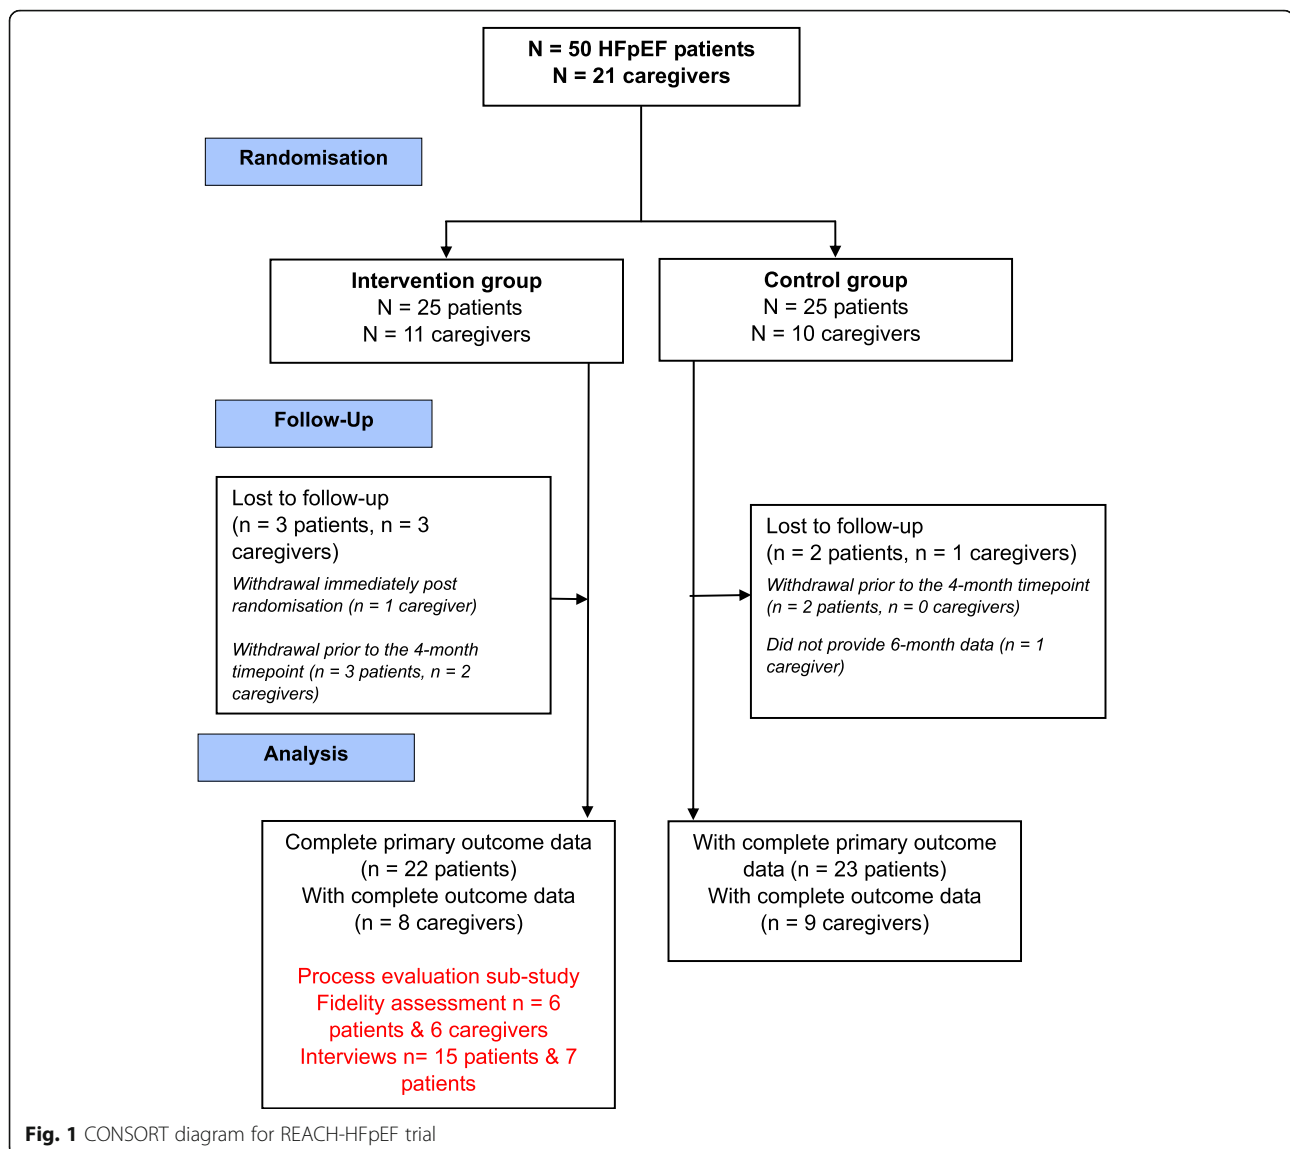 N = 50 HFpEF patients
N = 21 caregivers
Randomisation
Intervention group
N = 25 patients
N = 11 caregivers
Control group
N = 25 patients
N = 10 caregivers
Follow-Up
Lost to follow-up
(n = 3 patients, n = 3
caregivers)
Withdrawal immediately post
randomisation (n = 1 caregiver)
Withdrawal prior to the 4-month
timepoint (n = 3 patients, n = 2
caregivers)
Lost to follow-up
(n = 2 patients, n = 1 caregivers)
Withdrawal prior to the 4-month timepoint
(n = 2 patients, n = 0 caregivers)
Did not provide 6-month data (n = 1
caregiver)
Analysis
Complete primary outcome data
(n = 22 patients)
With complete outcome data
(n = 8 caregivers)
Process evaluation sub-study
Fidelity assessment n = 6
patients & 6 caregivers
Interviews n= 15 patients & 7
patients
With complete primary outcome
data (n = 23 patients)
With complete outcome data
(n = 9 caregivers)
Fig. 1 CONSORT diagram for REACH-HFpEF trial